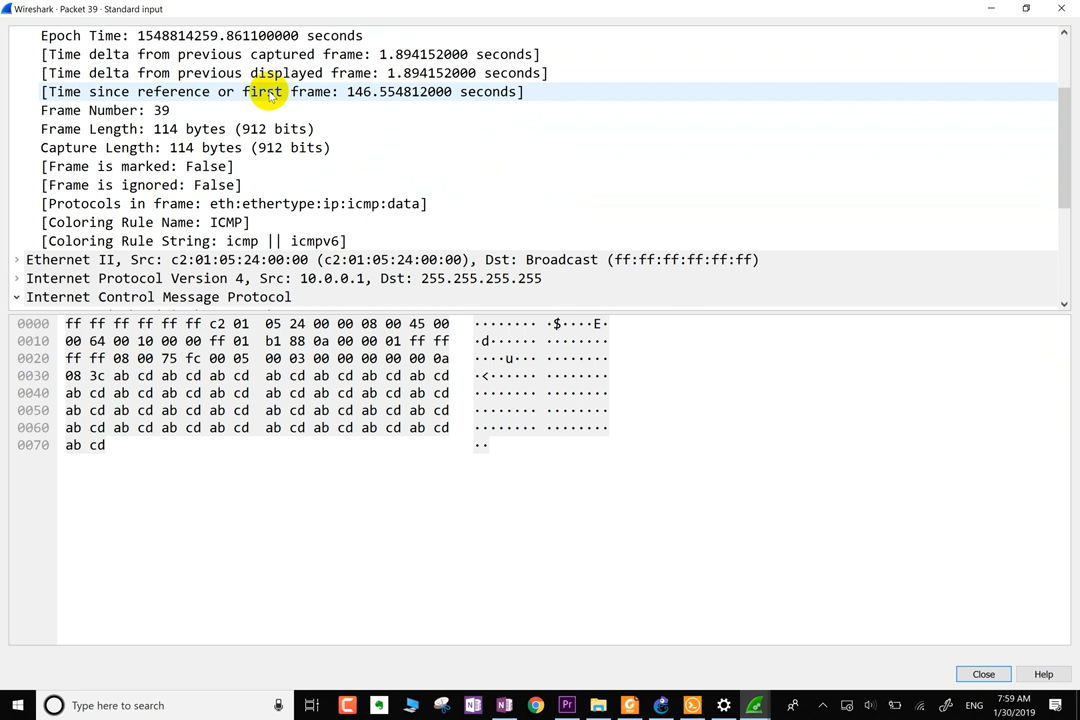 Wireshark · Packet 39 · Standard input
Epoch Time: 1548814259.861100000 seconds
[Time delta from previous captured frame: 1.894152000 seconds]
[Time delta from previous displayed frame: 1.894152000 seconds]
[Time since reference or first frame: 146.554812000 seconds]
Frame Number: 39
Frame Length: 114 bytes (912 bits)
Capture Length: 114 bytes (912 bits)
[Frame is marked: False]
[Frame is ignored: False]
[Protocols in frame: eth:ethertype:ip:icmp:data]
[Coloring Rule Name: ICMP]
[Coloring Rule String: icmp || icmpv6]
Ethernet II, Src: c2:01:05:24:00:00 (c2:01:05:24:00:00), Dst: Broadcast (ff:ff:ff:ff:ff:ff)
Internet Protocol Version 4, Src: 10.0.0.1, Dst: 255.255.255.255
Internet Control Message Protocol
0000 ff ff ff ff ff ff c2 01 05 24 00 00 08 00 45 00 ········ ·$····E·
0010 00 64 00 10 00 00 ff 01 b1 88 0a 00 00 01 ff ff ·d······ ········
0020 ff ff 08 00 75 fc 00 05 00 03 00 00 00 00 00 0a ····u··· ········
0030 08 3c ab cd ab cd ab cd ab cd ab cd ab cd ab cd ·<······ ········
0040 ab cd ab cd ab cd ab cd ab cd ab cd ab cd ab cd ········ ········
0050 ab cd ab cd ab cd ab cd ab cd ab cd ab cd ab cd ········ ········
0060 ab cd ab cd ab cd ab cd ab cd ab cd ab cd ab cd ········ ········
0070 ab cd ··
Close Help
Type here to search
ENG
7:59 AM
1/30/2019